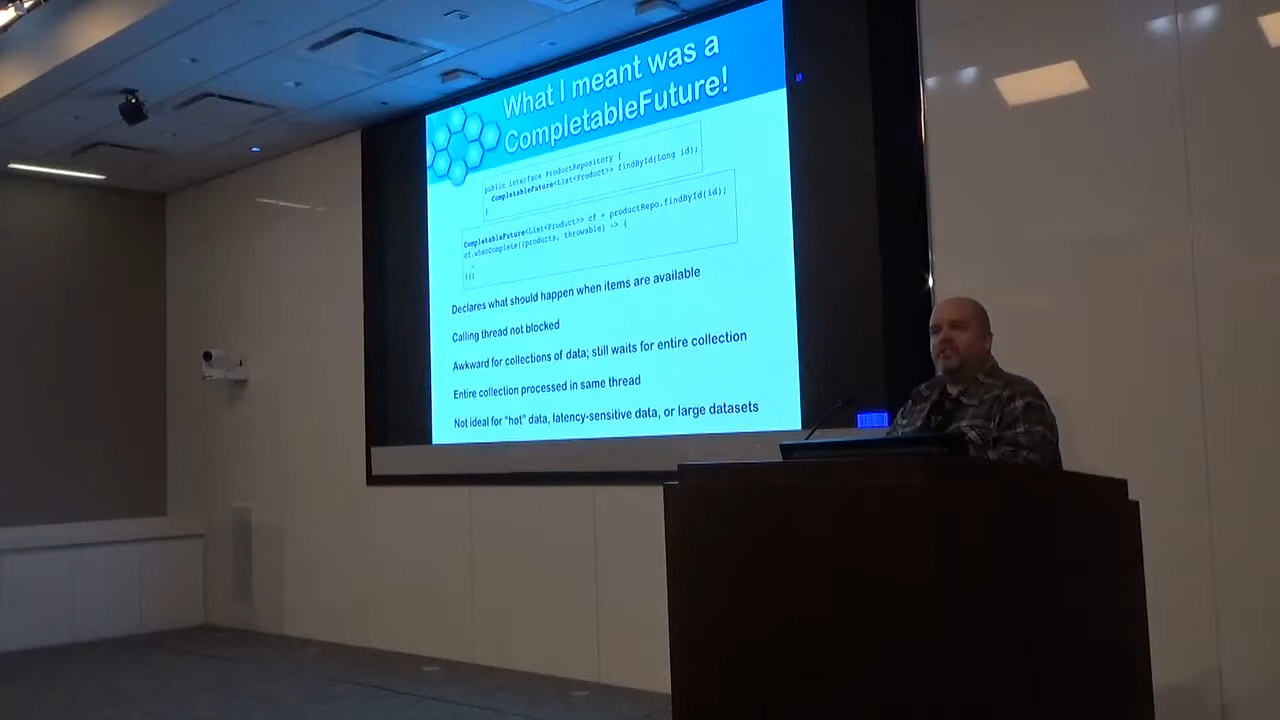 What I meant was a
CompletableFuture!
public interface ProductRepository {
CompletableFuture<List<Product>> findById(Long id);
}
CompletableFuture<List<Product>> cf = productRepo.findById(id);
cf.whenComplete((products, throwable) -> {
…
});
Declares what should happen when items are available
Calling thread not blocked
Awkward for collections of data; still waits for entire collection
Entire collection processed in same thread
Not ideal for “hot” data, latency-sensitive data, or large datasets